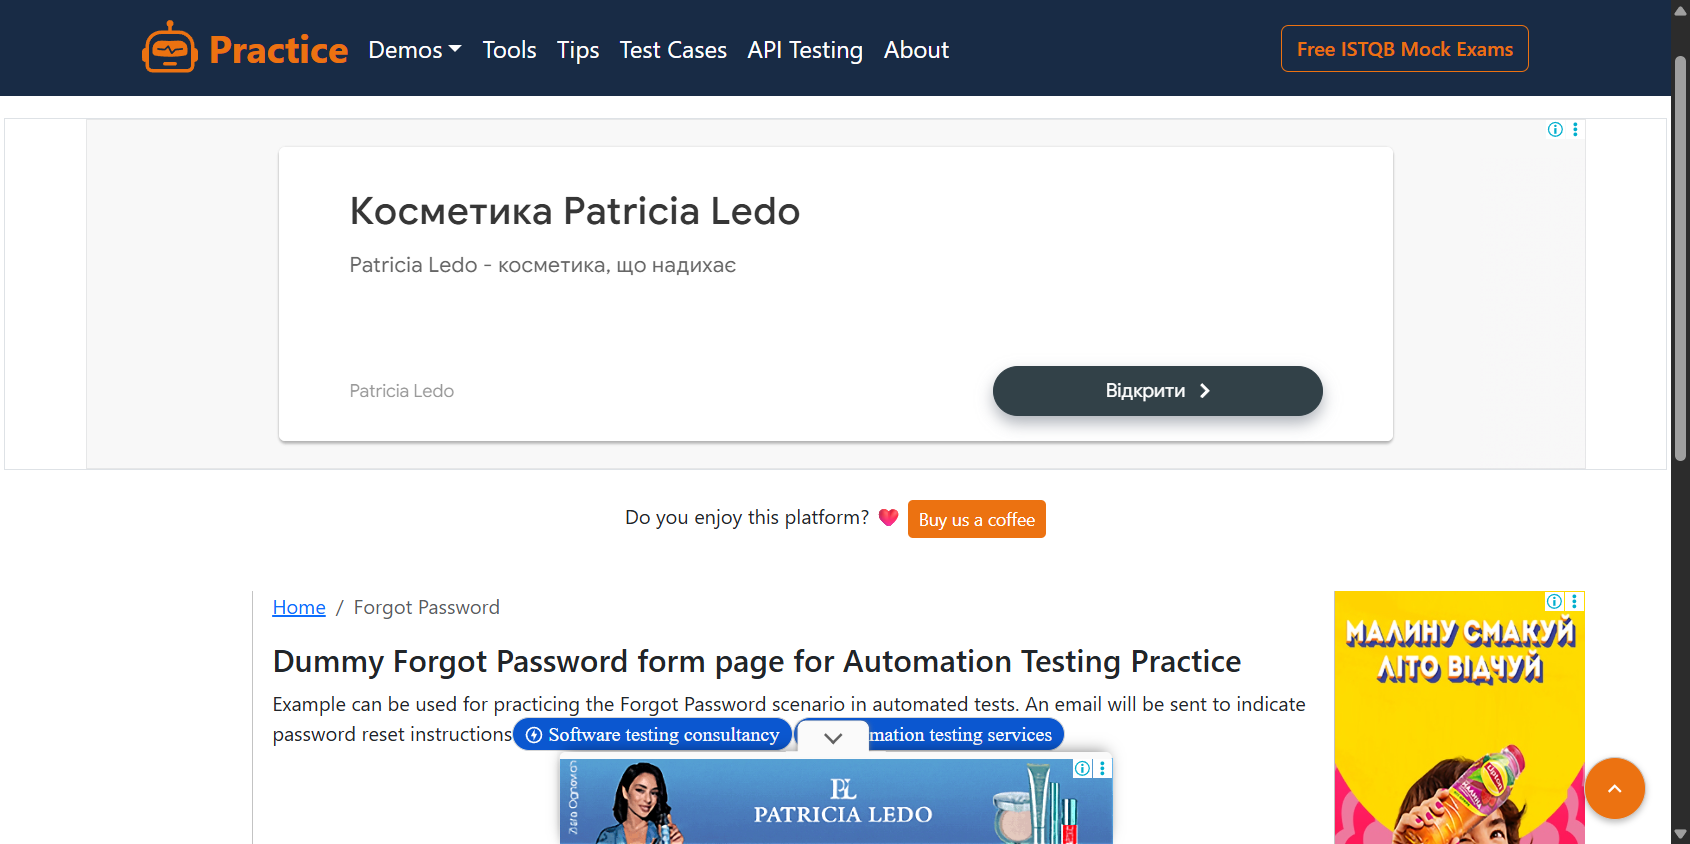 Practice Demos Tools Tips Test Cases API Testing About Free ISTQB Mock Exams
Косметика Patricia Ledo
Patricia Ledo - косметика, що надихає
Patricia Ledo
Відкрити
Do you enjoy this platform? Buy us a coffee
Home / Forgot Password
Dummy Forgot Password form page for Automation Testing Practice
Example can be used for practicing the Forgot Password scenario in automated tests. An email will be sent to indicate
password reset instructions Software testing consultancy mation testing services
МАЛИНУ СМАКУЙ
ЛІТО ВІДЧУЙ
Lipton
PL
PATRICIA LEDO